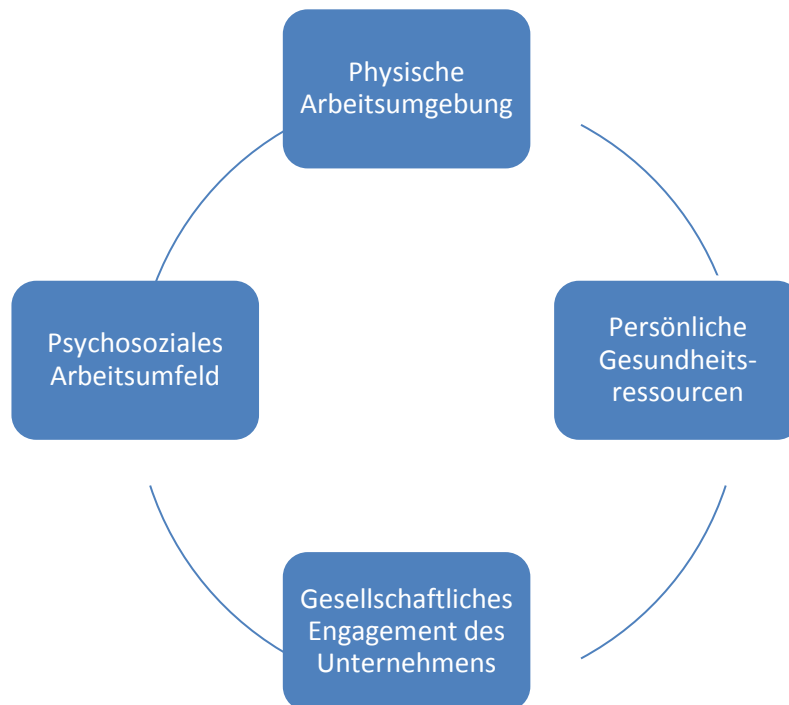 Physische
Arbeitsumgebung
Psychosoziales
Arbeitsumfeld
Persönliche
Gesundheits-
ressourcen
Gesellschaftliches
Engagement des
Unternehmens